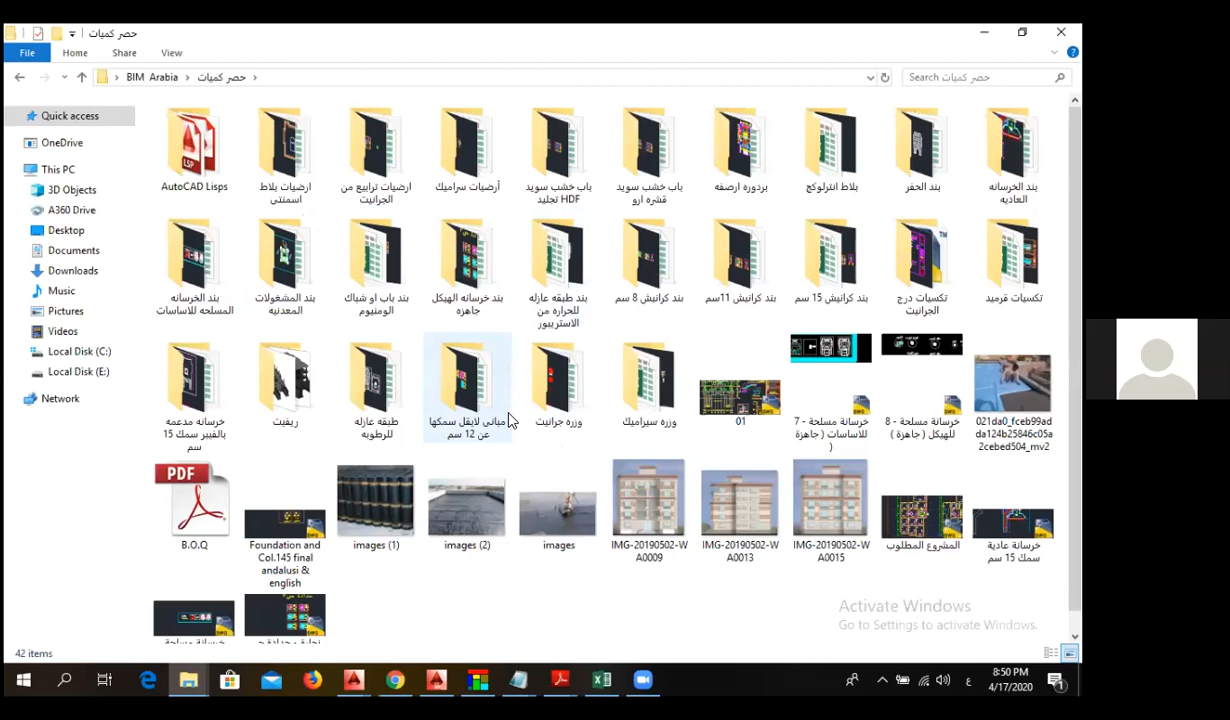 حصر كميات
File
Home
Share
View
BIM Arabia
حصر كميات
Search حصر كميات
Quick access
OneDrive
This PC
3D Objects
A360 Drive
Desktop
Documents
Downloads
Music
Pictures
Videos
Local Disk (C:)
Local Disk (E:)
Network
AutoCAD Lisps
ارضيات بلاط
اسمنتى
ارضيات ترابيع من
الجرانيت
أرضيات سراميك
باب خشب سويد
HDF تجليد
باب خشب سويد
قشره ارو
بردوره ارصفه
بلاط انترلوكج
بند الحفر
بند الخرسانه
العاديه
بند الخرسانه
المسلحه للاساسات
بند المشغولات
المعدنيه
بند باب او شباك
الومنيوم
بند خرسانه الهيكل
جاهزه
بند طبقه عازله
للحراره من
الاستريبور
بند كرانيش 8 سم
بند كرانيش 11سم
بند كرانيش 15 سم
تكسيات درج
الجرانيت
تكسيات قرميد
خرسانه مدعمه
بالفيبر سمك 15
سم
ريفيت
طبقه عازله
للرطوبه
مبانى لايقل سمكها
عن 12 سم
وزره جرانيت
وزره سيراميك
01
7 - خرسانة مسلحة
للاساسات ( جاهزة
)
8 - خرسانة مسلحة
للهيكل ( جاهزة )
021da0_fceb99ad
da124b25846c05a
2cebed504_mv2
PDF
B.O.Q
Foundation and
Col.145 final
andalusi &
english
images (1)
images (2)
images
IMG-20190502-W
A0009
IMG-20190502-W
A0013
IMG-20190502-W
A0015
المشروع المطلوب
خرسانة عادية
سمك 15 سم
Activate Windows
Go to Settings to activate Windows.
42 items
8:50 PM
4/17/2020